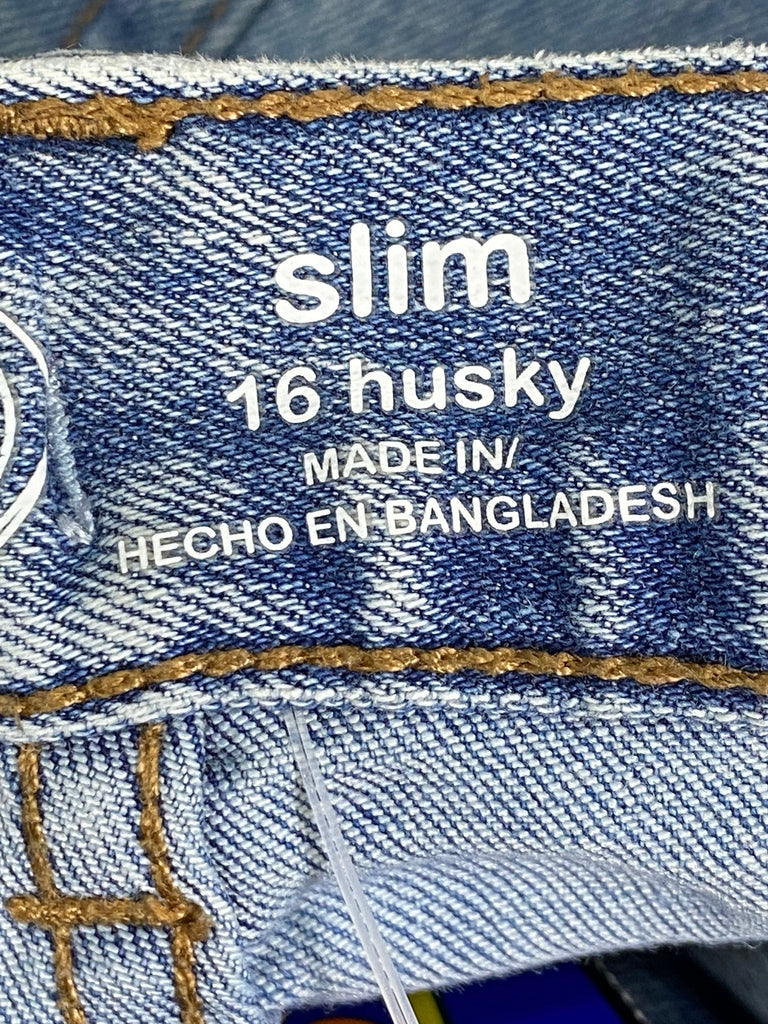 slim
16 husky
MADE IN/
HECHO EN BANGLADESH